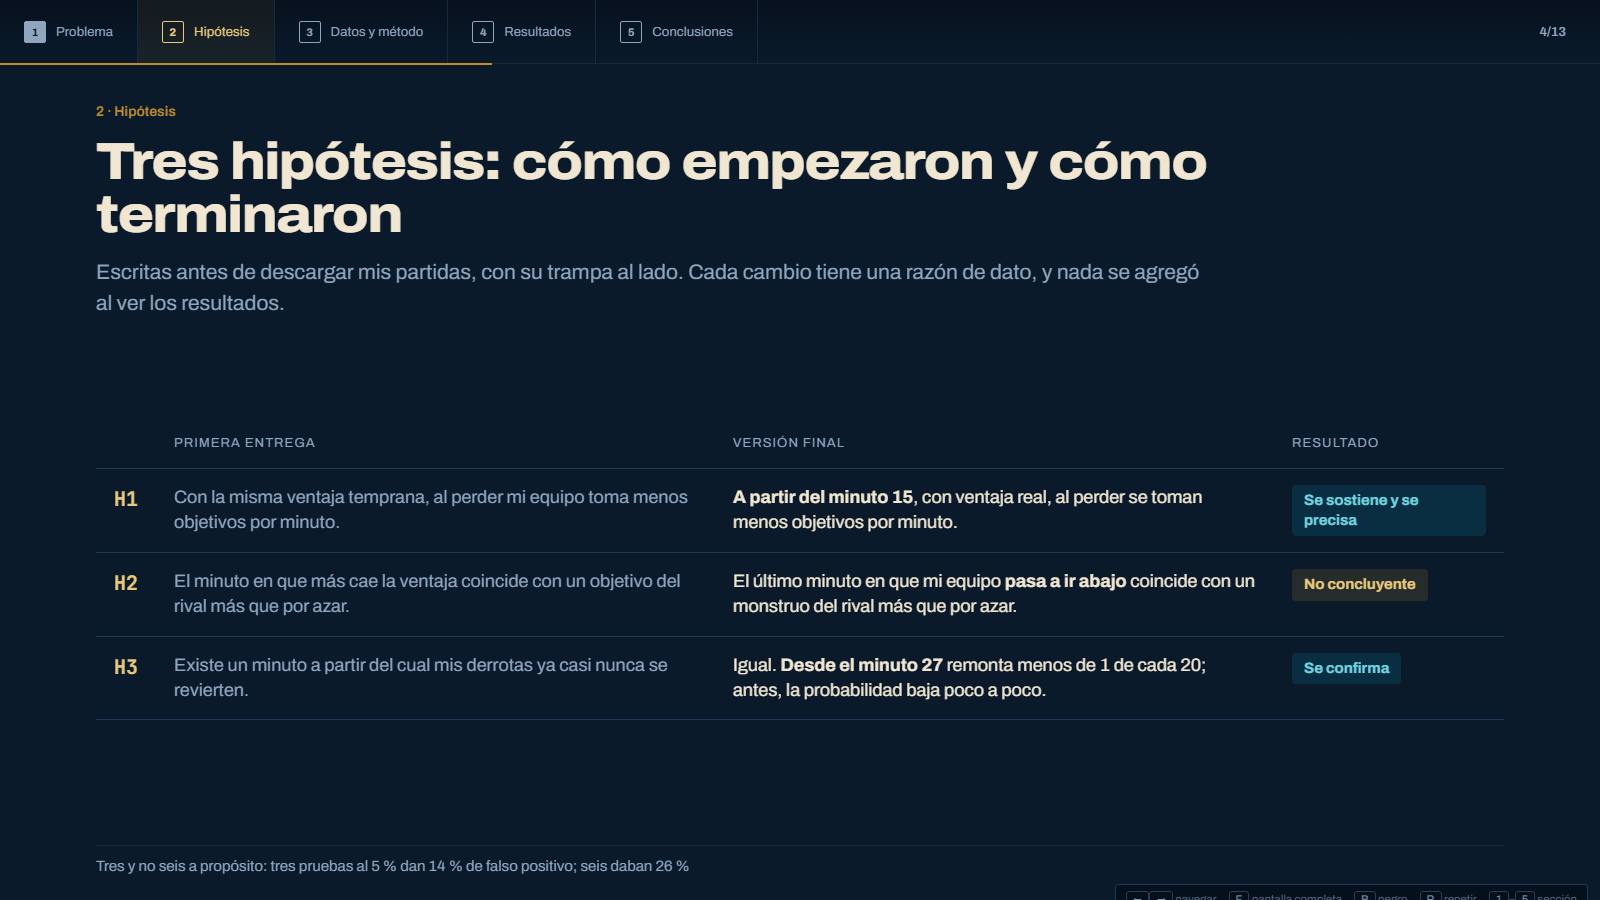 1 Problema 2 Hipótesis 3 Datos y método 4 Resultados 5 Conclusiones 4/13
2 · Hipótesis
Tres hipótesis: cómo empezaron y cómo
terminaron
Escritas antes de descargar mis partidas, con su trampa al lado. Cada cambio tiene una razón de dato, y nada se agregó
al ver los resultados.
PRIMERA ENTREGA VERSIÓN FINAL RESULTADO
H1
Con la misma ventaja temprana, al perder mi equipo toma menos
objetivos por minuto.
A partir del minuto 15, con ventaja real, al perder se toman
menos objetivos por minuto.
Se sostiene y se
precisa
H2
El minuto en que más cae la ventaja coincide con un objetivo del
rival más que por azar.
El último minuto en que mi equipo pasa a ir abajo coincide con un
monstruo del rival más que por azar.
No concluyente
H3
Existe un minuto a partir del cual mis derrotas ya casi nunca se
revierten.
Igual. Desde el minuto 27 remonta menos de 1 de cada 20;
antes, la probabilidad baja poco a poco.
Se confirma
Tres y no seis a propósito: tres pruebas al 5 % dan 14 % de falso positivo; seis daban 26 %
← → navegar F pantalla completa B negro R repetir 1 - 5 sección